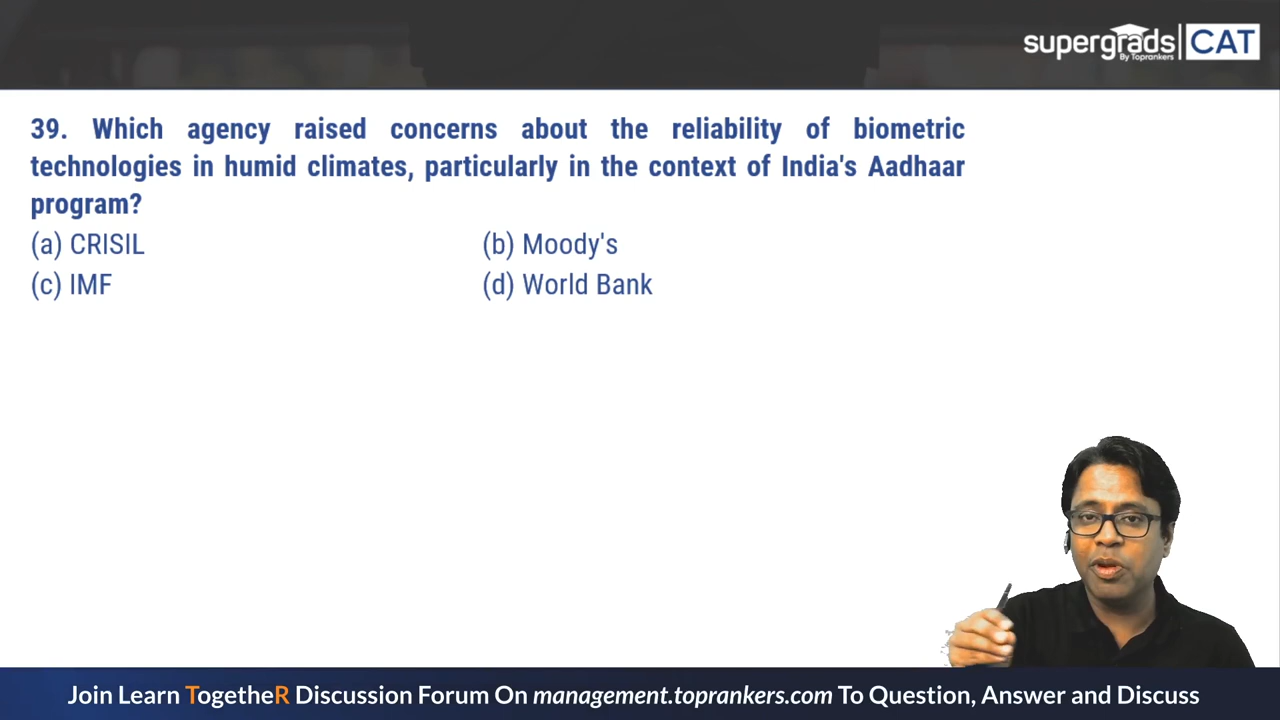 supergrads CAT
By Toprankers
39. Which agency raised concerns about the reliability of biometric
technologies in humid climates, particularly in the context of India's Aadhaar
program?
(a) CRISIL (b) Moody's
(c) IMF (d) World Bank
Join Learn TogetheR Discussion Forum On management.toprankers.com To Question, Answer and Discuss